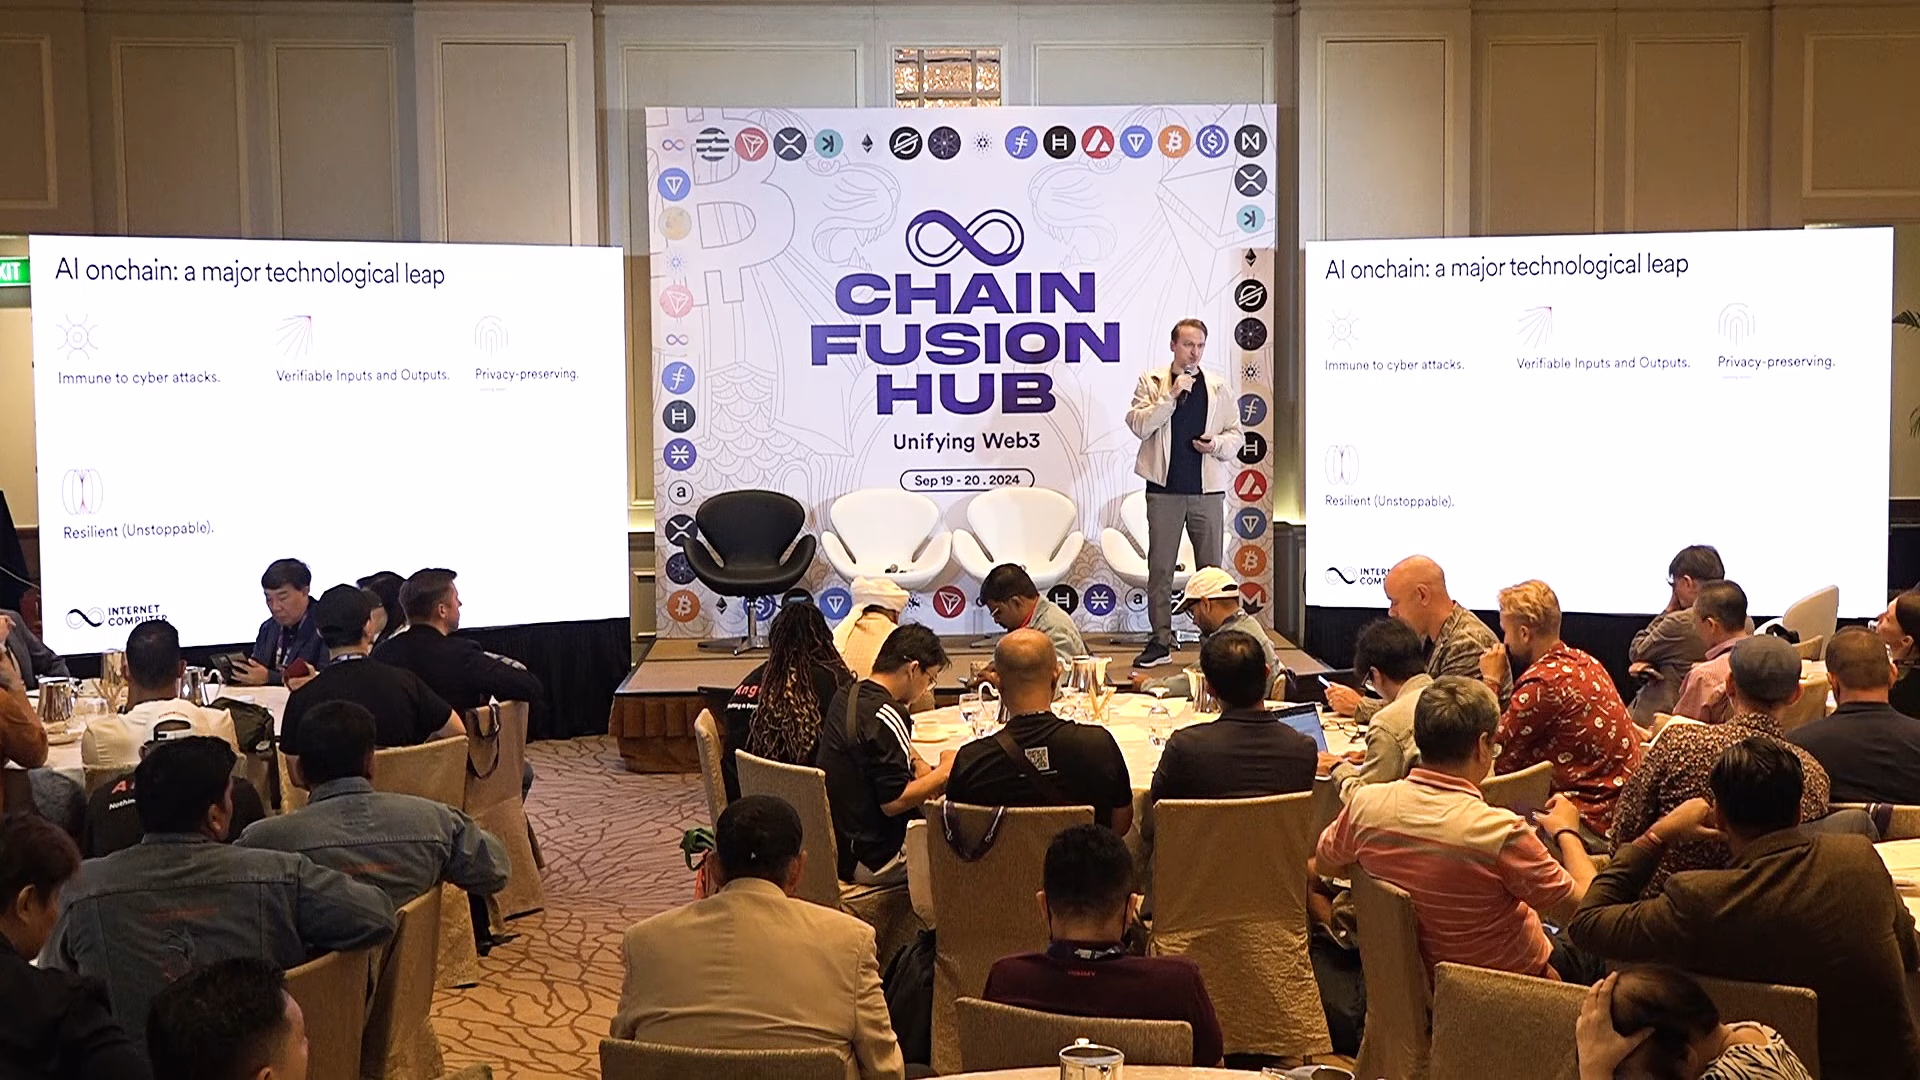 EXIT
AI onchain: a major technological leap
Immune to cyber attacks.
Verifiable Inputs and Outputs.
Privacy-preserving.
Resilient (Unstoppable).
INTERNET
COMPUTER
CHAIN
FUSION
HUB
Unifying Web3
Sep 19 - 20 . 2024
a
a
AI onchain: a major technological leap
Immune to cyber attacks.
Verifiable Inputs and Outputs.
Privacy-preserving.
Resilient (Unstoppable).